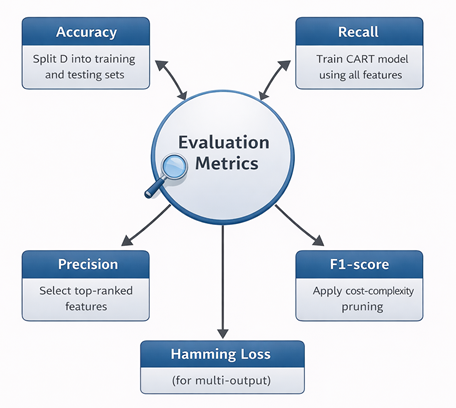 Accuracy
Split D into training
and testing sets
Recall
Train CART model
using all features
Evaluation
Metrics
Precision
Select top-ranked
features
F1-score
Apply cost-complexity
pruning
Hamming Loss
(for multi-output)